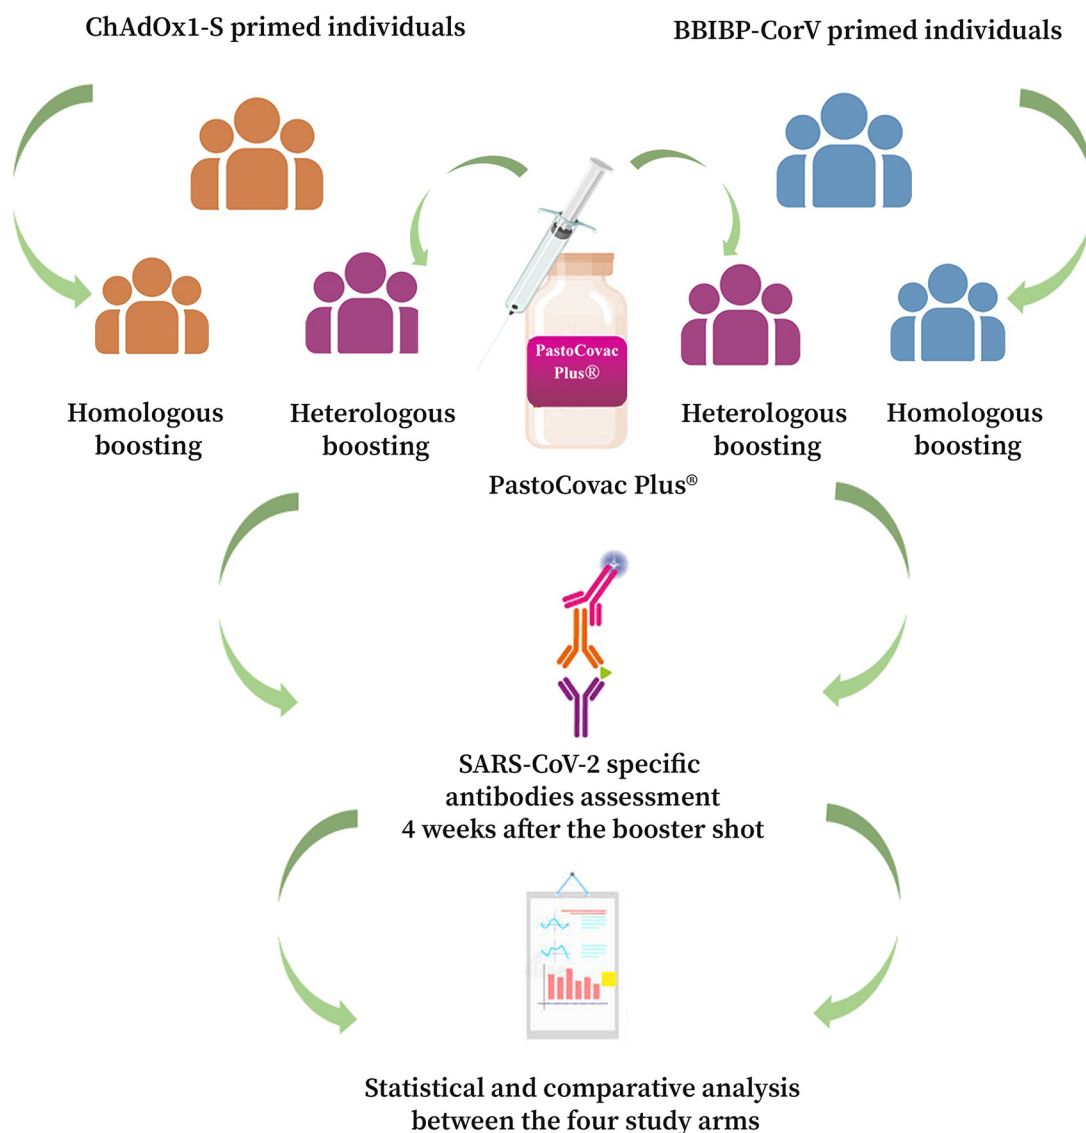 ChAdOx1-S primed individuals
BBIBP-CorV primed individuals
PastoCovac
Plus®
Homologous
boosting
Heterologous
boosting
Heterologous
boosting
Homologous
boosting
PastoCovac Plus®
SARS-CoV-2 specific
antibodies assessment
4 weeks after the booster shot
Statistical and comparative analysis
between the four study arms